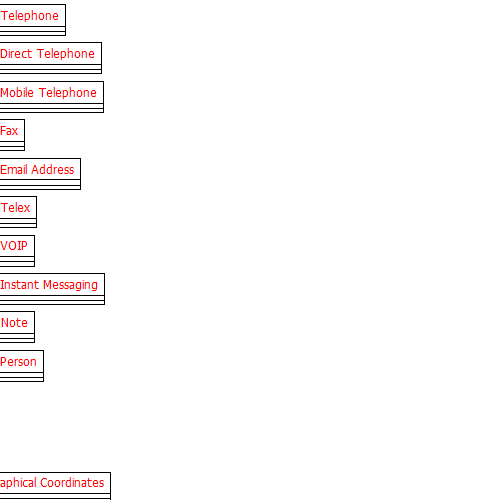 Telephone
Direct Telephone
Mobile Telephone
Fax
Email Address
Telex
VOIP
Instant Messaging
Note
Person
aphical Coordinates